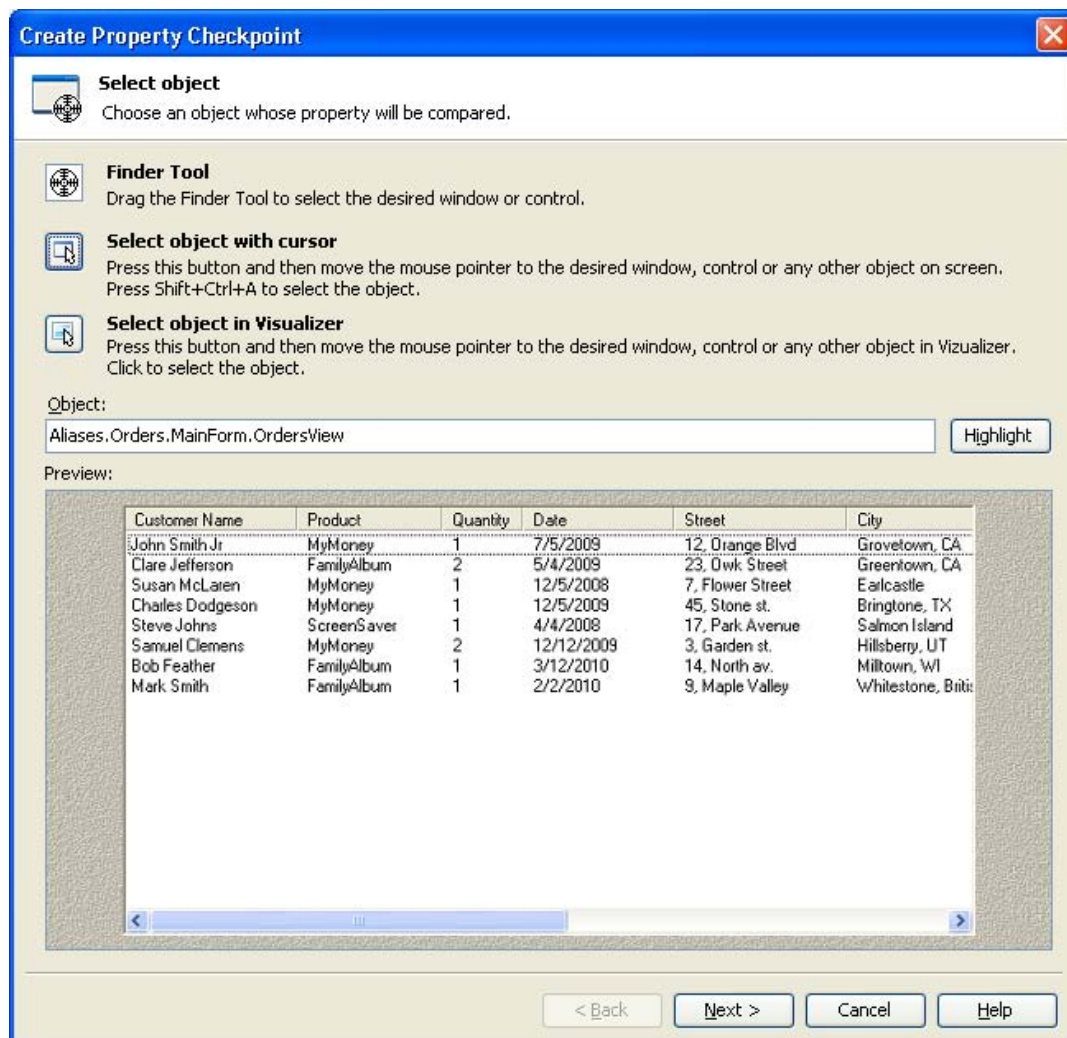 Create Property Checkpoint
Select object
Choose an object whose property will be compared.
Finder Tool
Drag the Finder Tool to select the desired window or control.
Select object with cursor
Press this button and then move the mouse pointer to the desired window, control or any other object on screen.
Press Shift+Ctrl+A to select the object.
Select object in Visualizer
Press this button and then move the mouse pointer to the desired window, control or any other object in Vizualizer.
Click to select the object.
Object:
Aliases.Orders.MainForm.OrdersView Highlight
Preview:
Customer Name Product Quantity Date Street City
John Smith Jr MyMoney 1 7/5/2009 12, Orange Blvd Grovetown, CA
Clare Jefferson FamilyAlbum 2 5/4/2009 23, Owk Street Greentown, CA
Susan McLaren MyMoney 1 12/5/2008 7, Flower Street Earlcastle
Charles Dodgeson MyMoney 1 12/5/2009 45, Stone st. Bringtone, TX
Steve Johns ScreenSaver 1 4/4/2008 17, Park Avenue Salmon Island
Samuel Clemens MyMoney 2 12/12/2009 3, Garden st. Hillsberry, UT
Bob Feather FamilyAlbum 1 3/12/2010 14, North av. Milltown, WI
Mark Smith FamilyAlbum 1 2/2/2010 9, Maple Valley Whitestone, Briti
< Back Next > Cancel Help